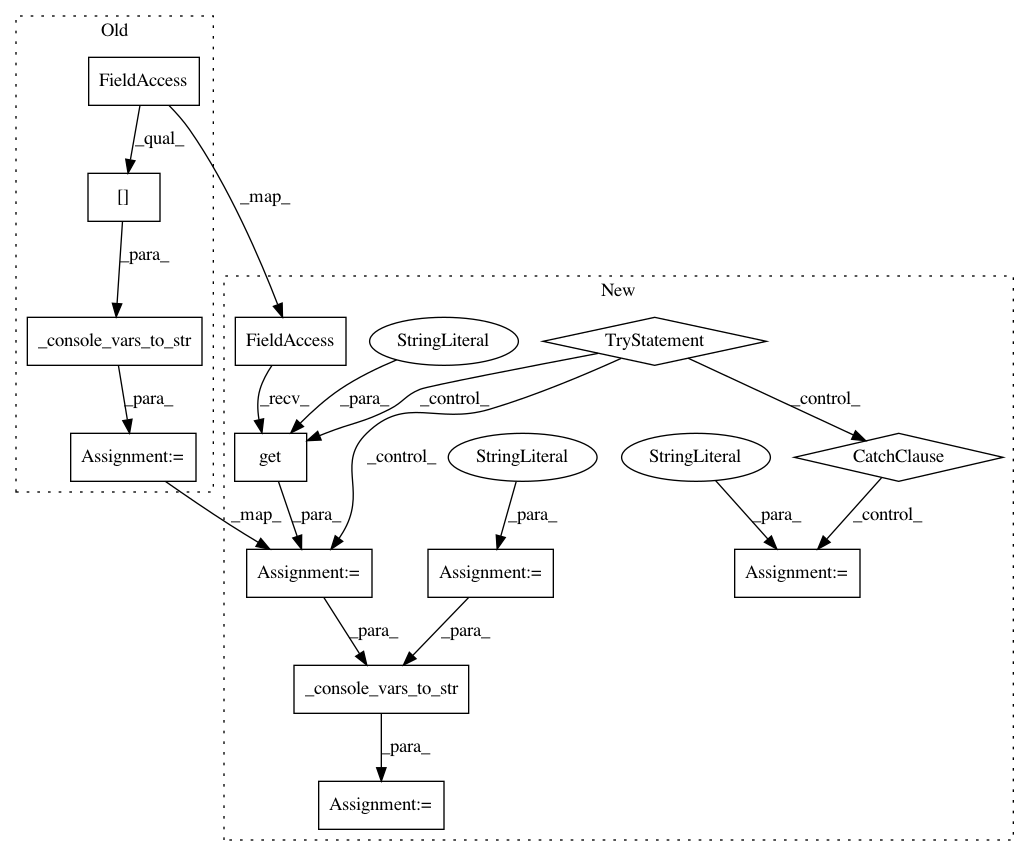 Old
FieldAccess
_qual_
[]
_map_
_para_
New
_console_vars_to_str
FieldAccess
StringLiteral
TryStatement
_para_
_recv_
_para_
_control_
_control_
Assignment:=
get
StringLiteral
StringLiteral
CatchClause
_control_
_map_
_para_
_para_
_para_
_control_
Assignment:=
Assignment:=
Assignment:=
_para_
_para_
_console_vars_to_str
_para_
Assignment:=